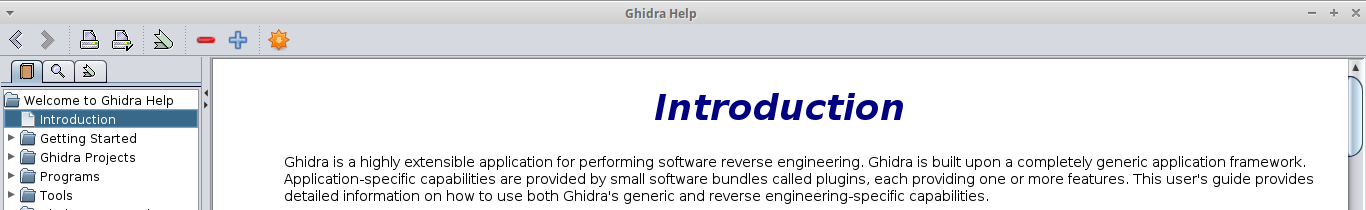 Ghidra Help
Welcome to Ghidra Help
Introduction
Getting Started
Ghidra Projects
Programs
Tools
Introduction
Ghidra is a highly extensible application for performing software reverse engineering. Ghidra is built upon a completely generic application framework.
Application-specific capabilities are provided by small software bundles called plugins, each providing one or more features. This user's guide provides
detailed information on how to use both Ghidra's generic and reverse engineering-specific capabilities.